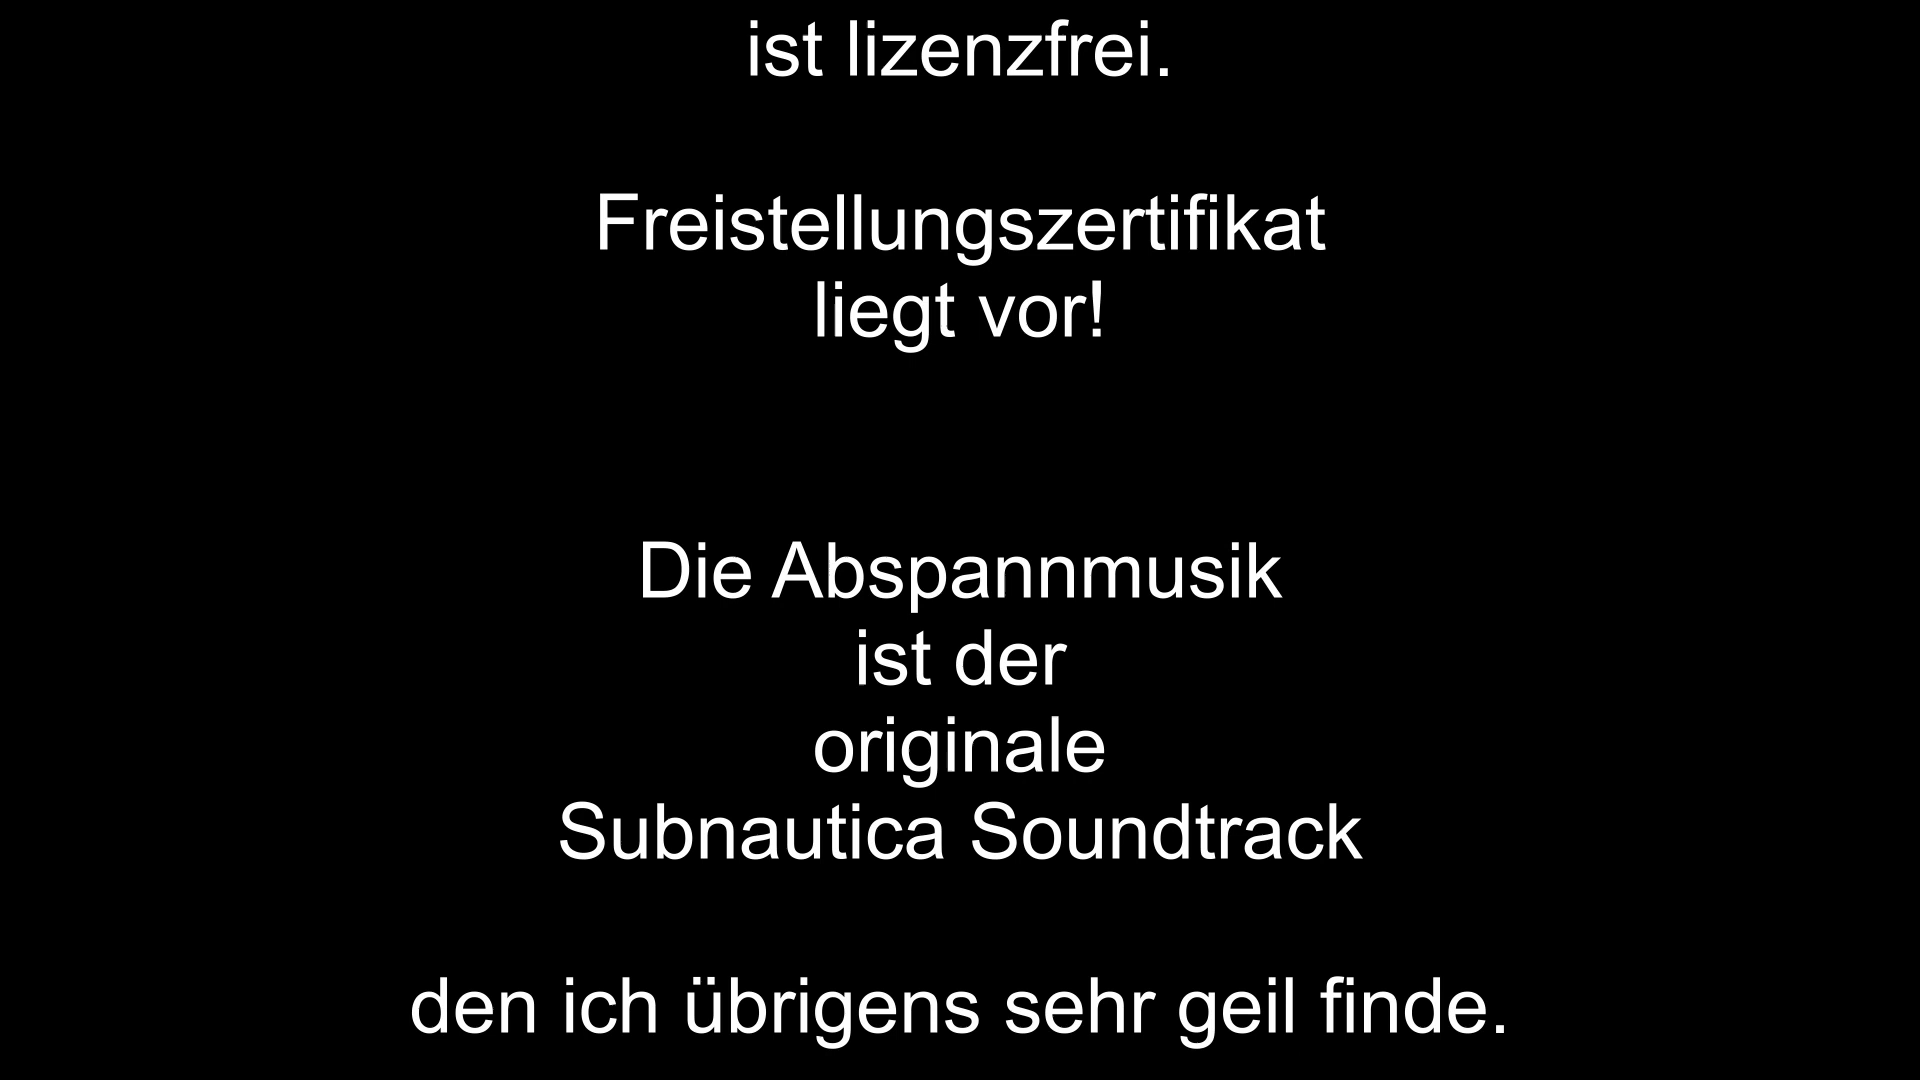 ist lizenzfrei.
Freistellungszertifikat
liegt vor!
Die Abspannmusik
ist der
originale
Subnautica Soundtrack
den ich übrigens sehr geil finde.